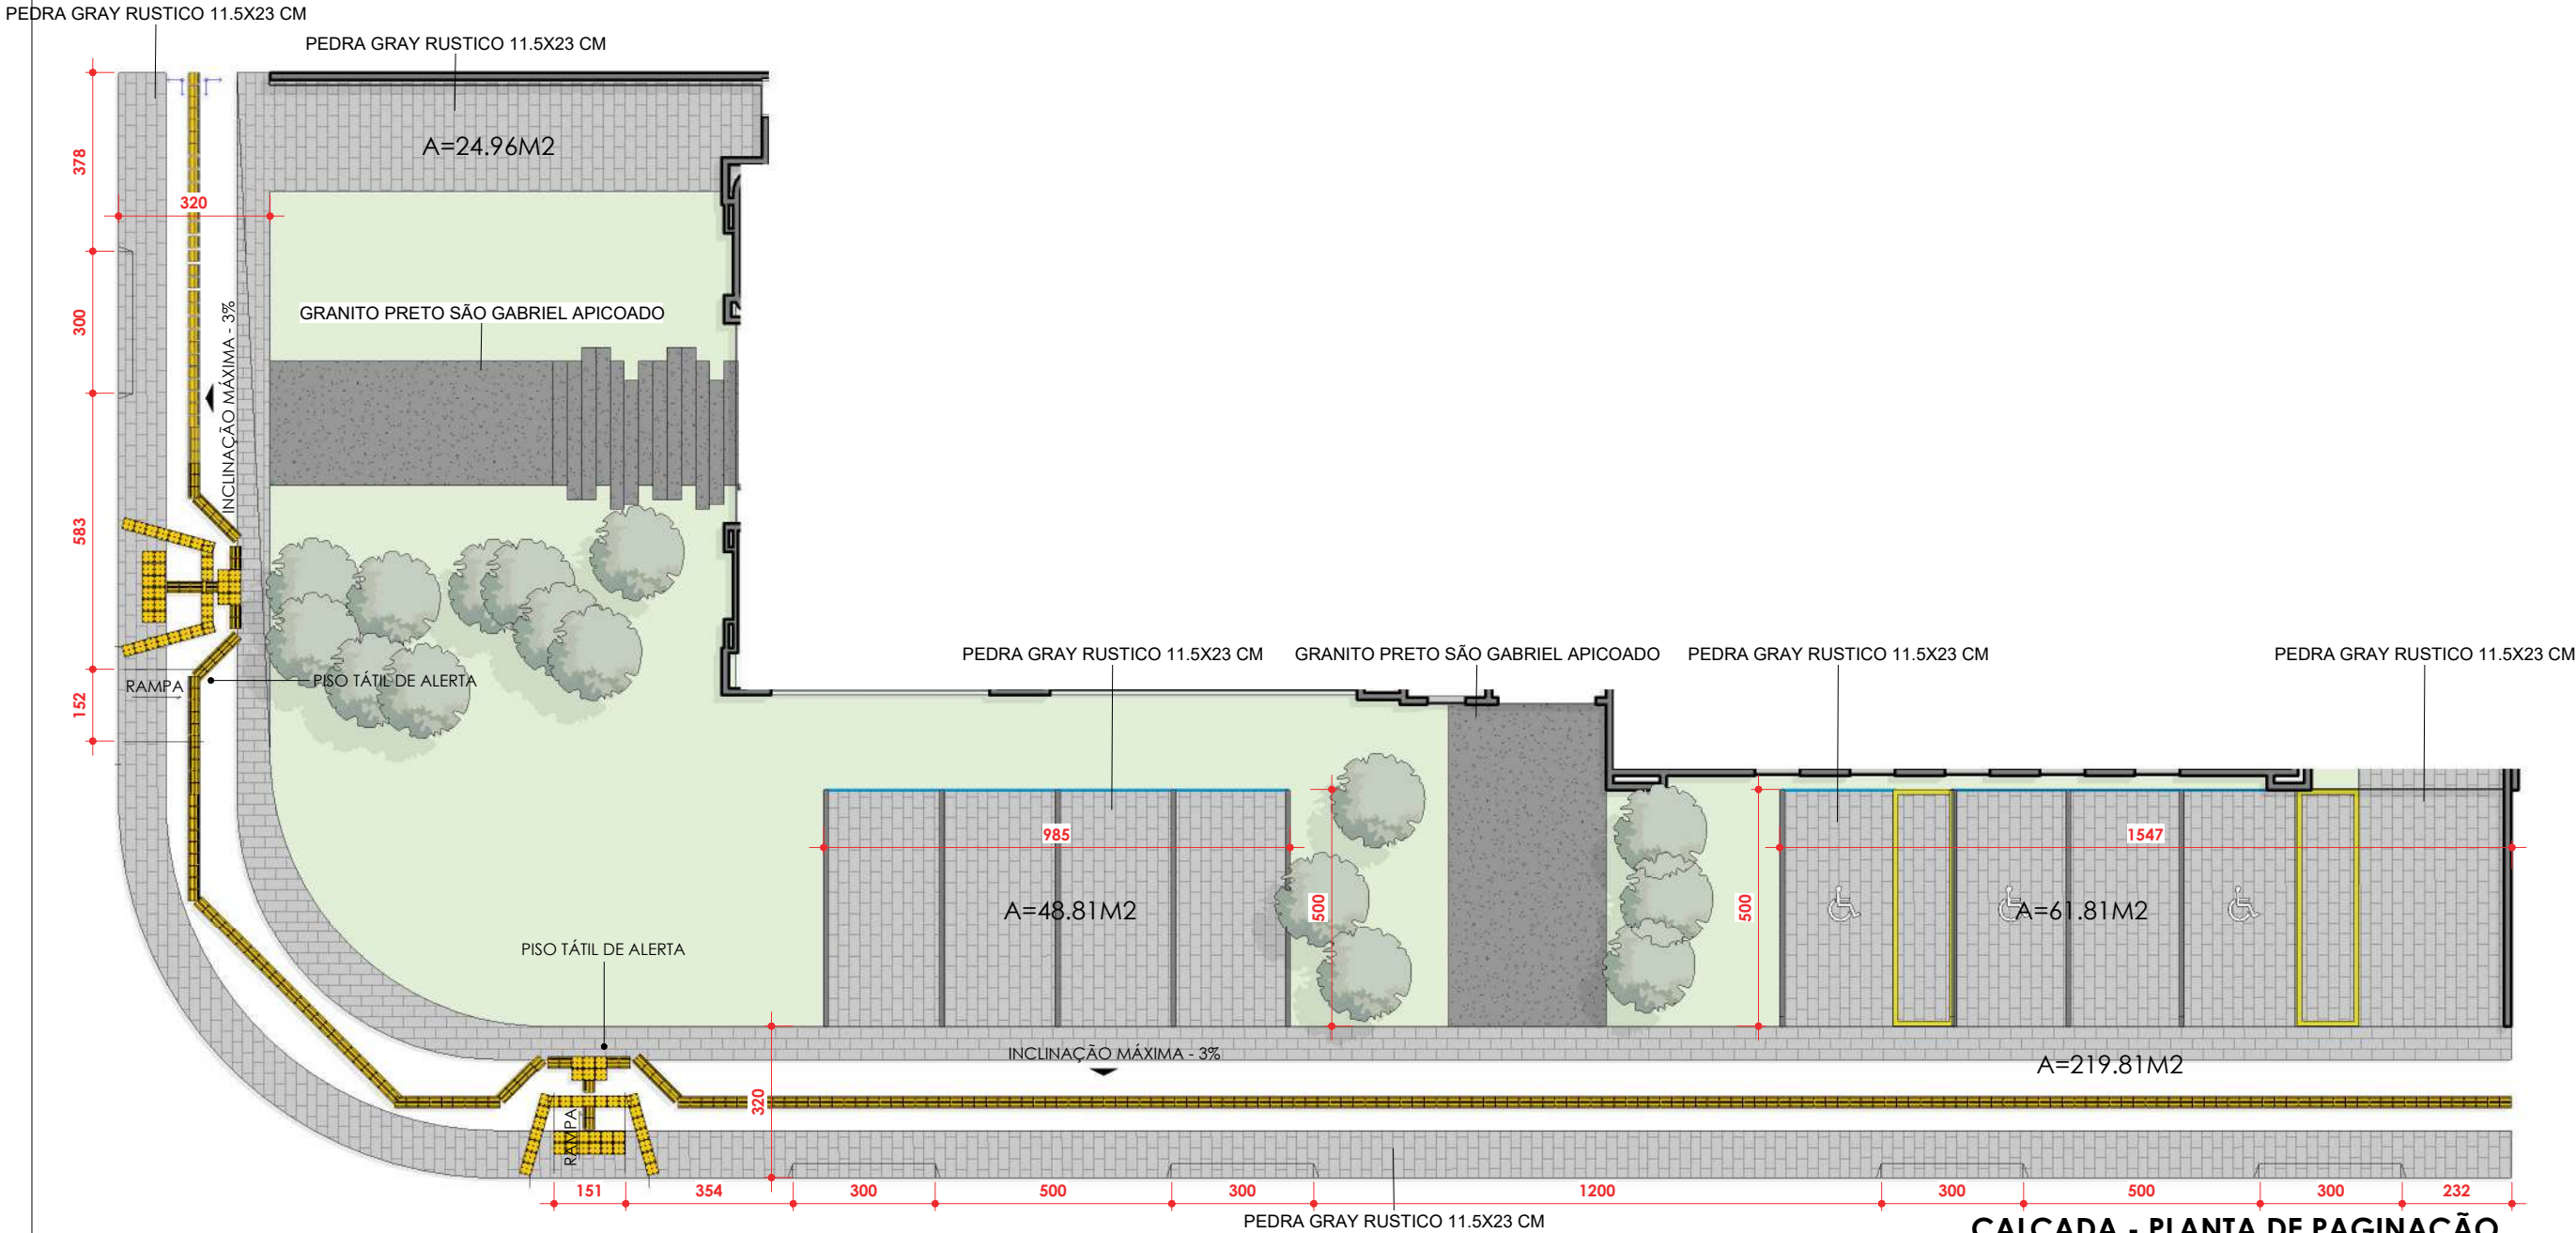 PEDRA GRAY RUSTICO 11.5X23 CM
PEDRA GRAY RUSTICO 11.5X23 CM
A=24.96M2
378
320
300
INCLINAÇÃO MÁXIMA - 3%
GRANITO PRETO SÃO GABRIEL APICOADO
583
152
RAMPA
PISO TÁTIL DE ALERTA
PEDRA GRAY RUSTICO 11.5X23 CM
GRANITO PRETO SÃO GABRIEL APICOADO
PEDRA GRAY RUSTICO 11.5X23 CM
PEDRA GRAY RUSTICO 11.5X23 CM
985
1547
500
500
A=48.81M2
A=61.81M2
PISO TÁTIL DE ALERTA
INCLINAÇÃO MÁXIMA - 3%
A=219.81M2
320
RAMPA
151
354
300
500
300
1200
300
500
300
232
PEDRA GRAY RUSTICO 11.5X23 CM
CALÇADA - PLANTA DE PAGINAÇÃO